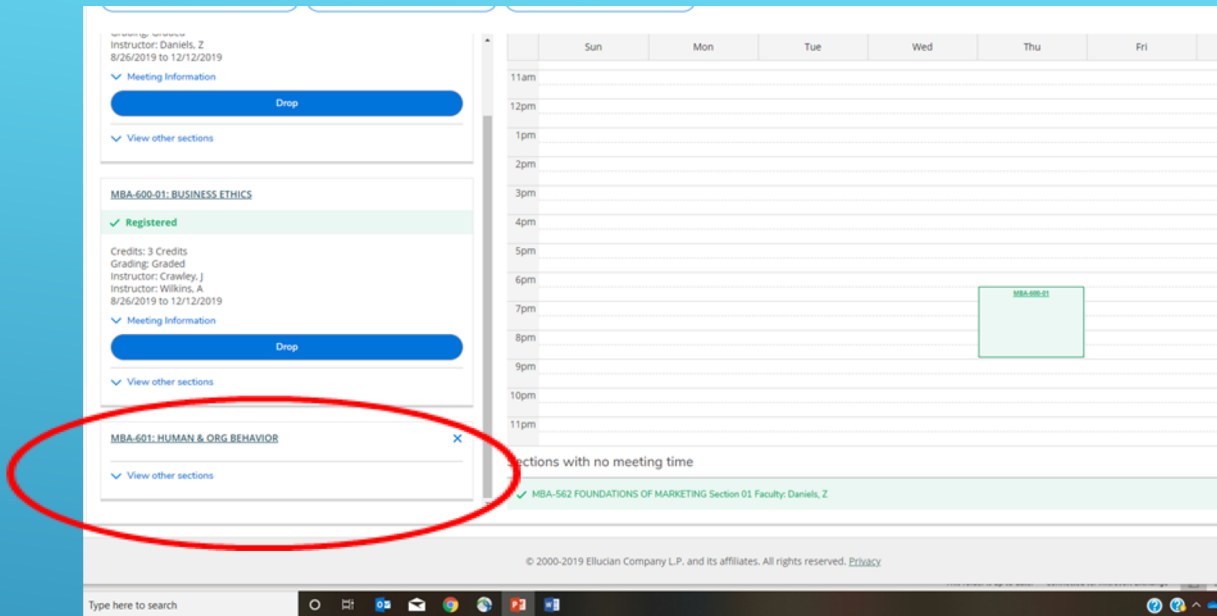 Instructor: Daniels, Z
8/26/2019 to 12/12/2019
Meeting Information
Drop
View other sections
MBA-600-01: BUSINESS ETHICS
Registered
Credits: 3 Credits
Grading: Graded
Instructor: Crawley, J
Instructor: Wilkins, A
8/26/2019 to 12/12/2019
Meeting Information
Drop
View other sections
MBA-601: HUMAN & ORG BEHAVIOR
View other sections
Sun Mon Tue Wed Thu Fri
11am
12pm
1pm
2pm
3pm
4pm
5pm
6pm
MBA-600-01
7pm
8pm
9pm
10pm
11pm
Sections with no meeting time
MBA-562 FOUNDATIONS OF MARKETING Section 01 Faculty: Daniels, Z
© 2000-2019 Ellucian Company L.P. and its affiliates. All rights reserved. Privacy
Type here to search